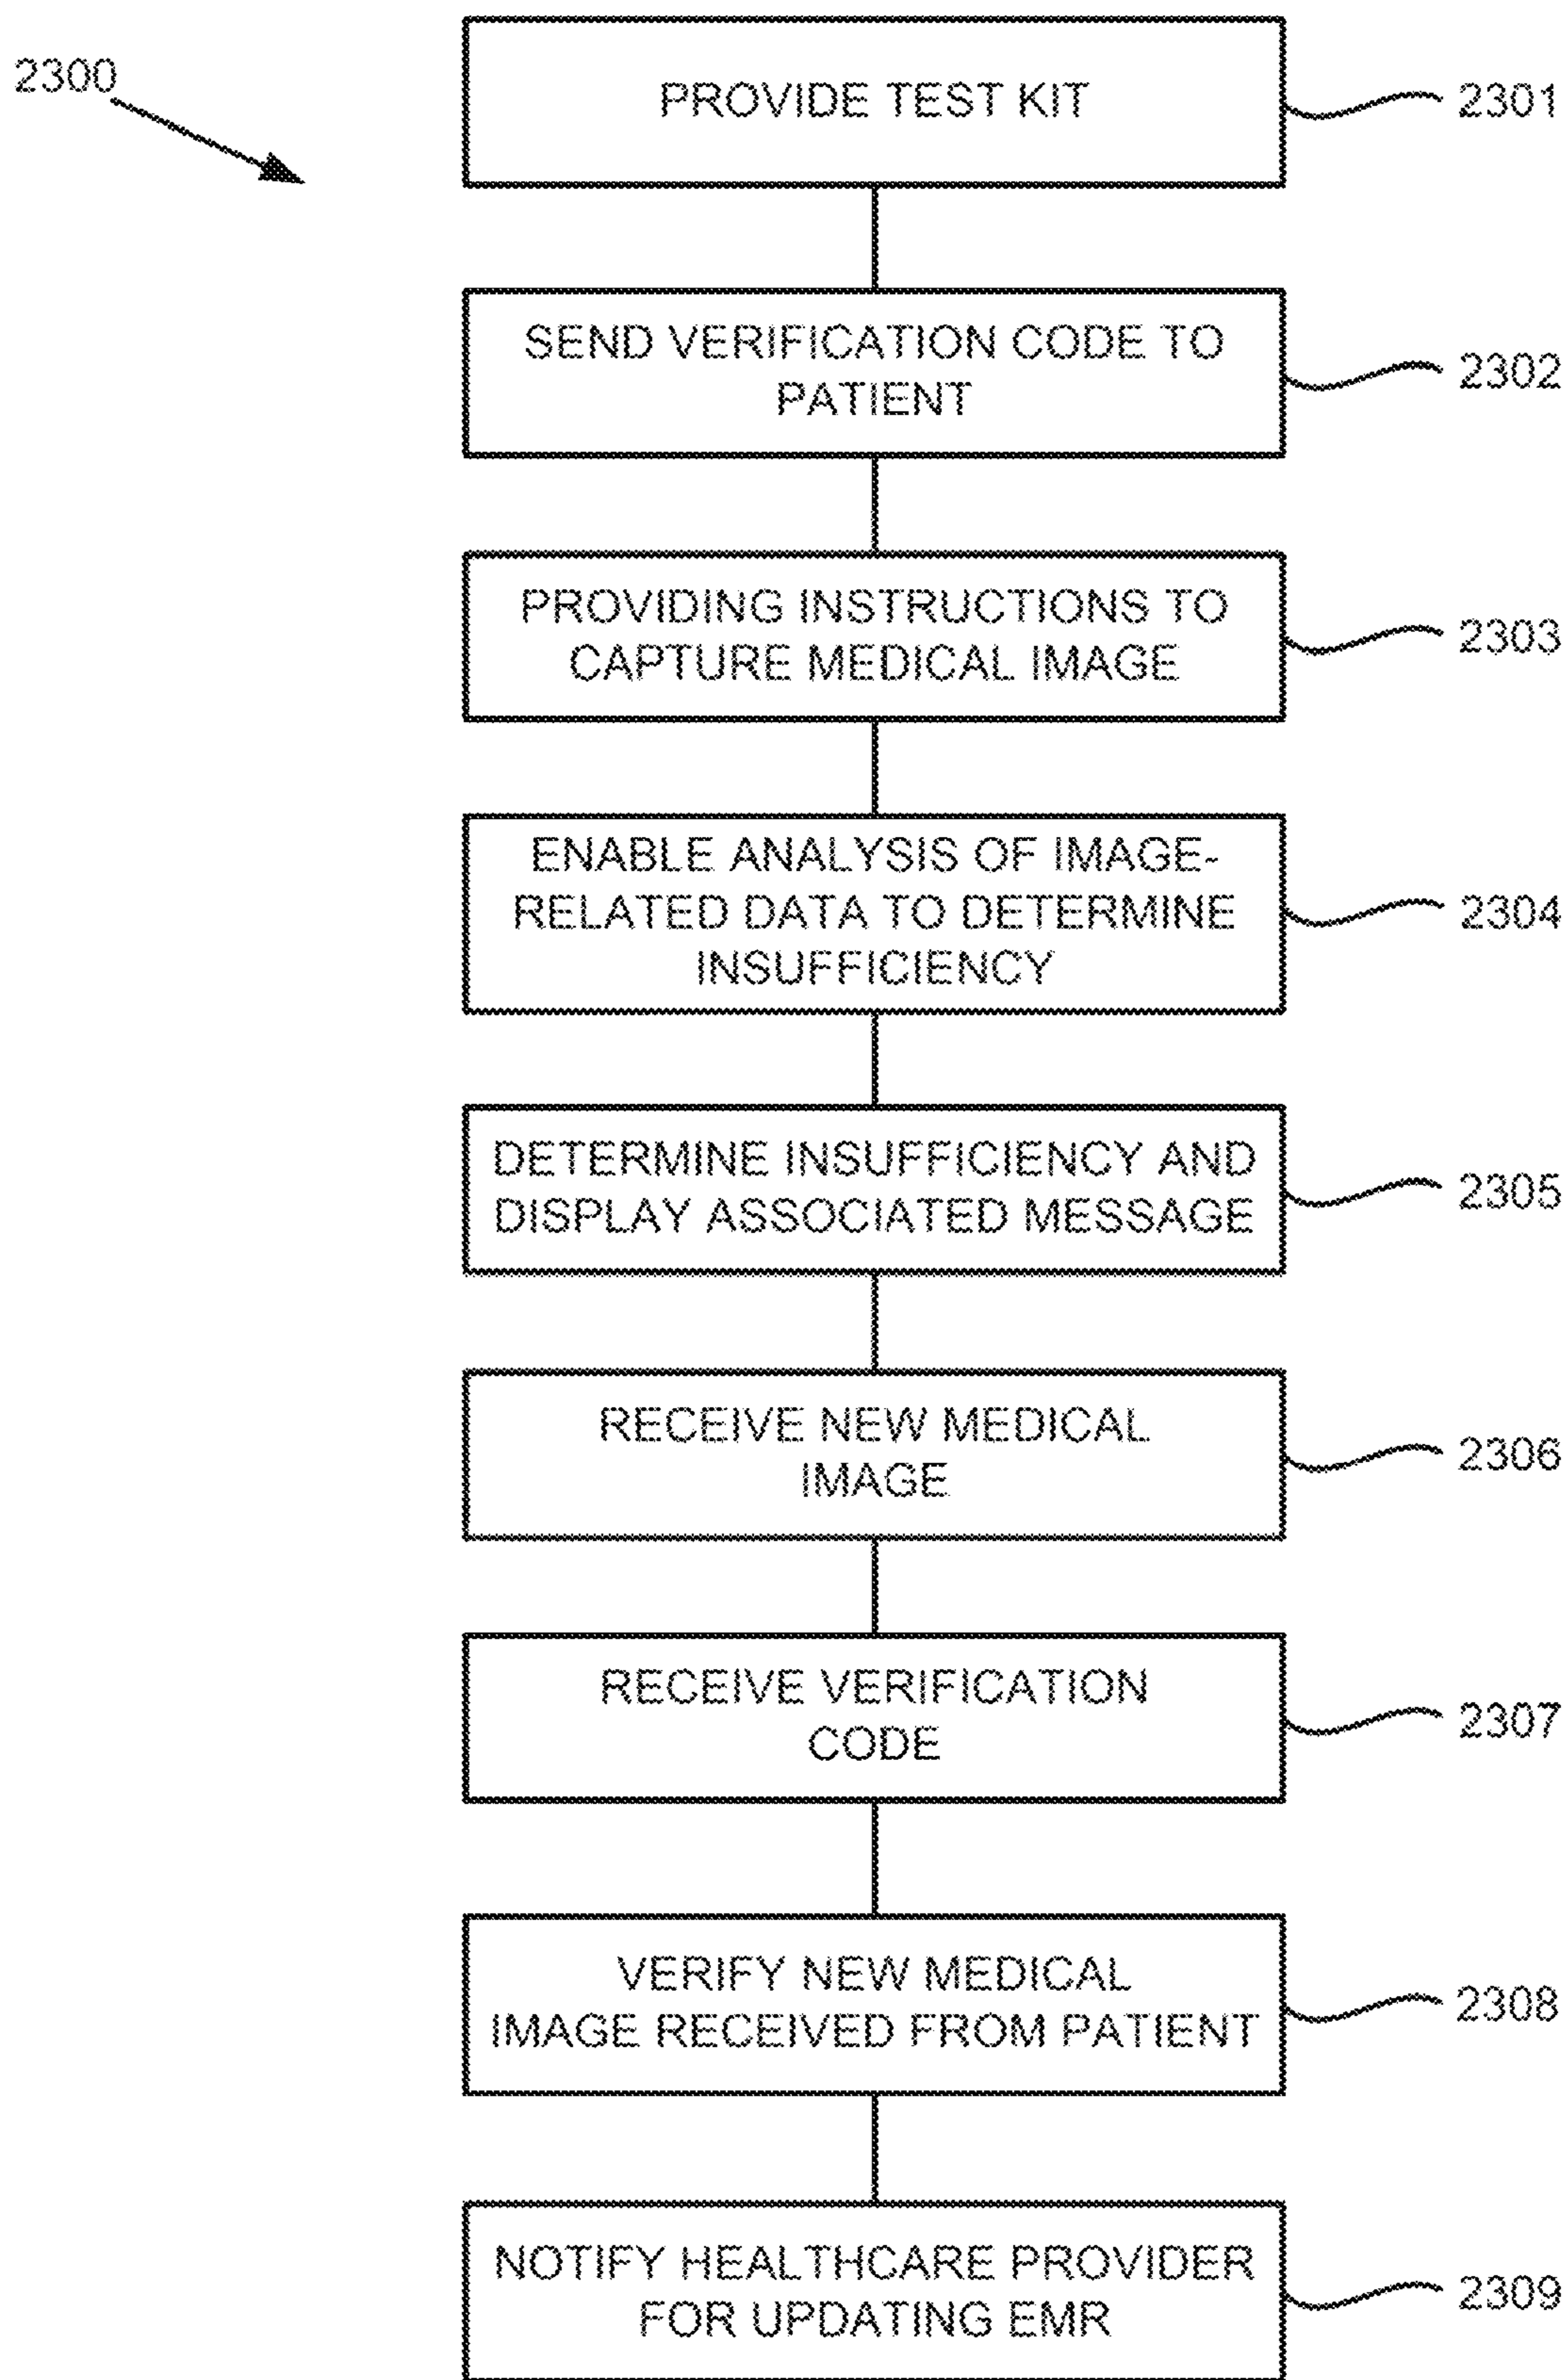 2300
PROVIDE TEST KIT
2301
SEND VERIFICATION CODE TO
PATIENT
2302
PROVIDING INSTRUCTIONS TO
CAPTURE MEDICAL IMAGE
2303
ENABLE ANALYSIS OF IMAGE-
RELATED DATA TO DETERMINE
INSUFFICIENCY
2304
DETERMINE INSUFFICIENCY AND
DISPLAY ASSOCIATED MESSAGE
2305
RECEIVE NEW MEDICAL
IMAGE
2306
RECEIVE VERIFICATION
CODE
2307
VERIFY NEW MEDICAL
IMAGE RECEIVED FROM PATIENT
2308
NOTIFY HEALTHCARE PROVIDER
FOR UPDATING EMR
2309